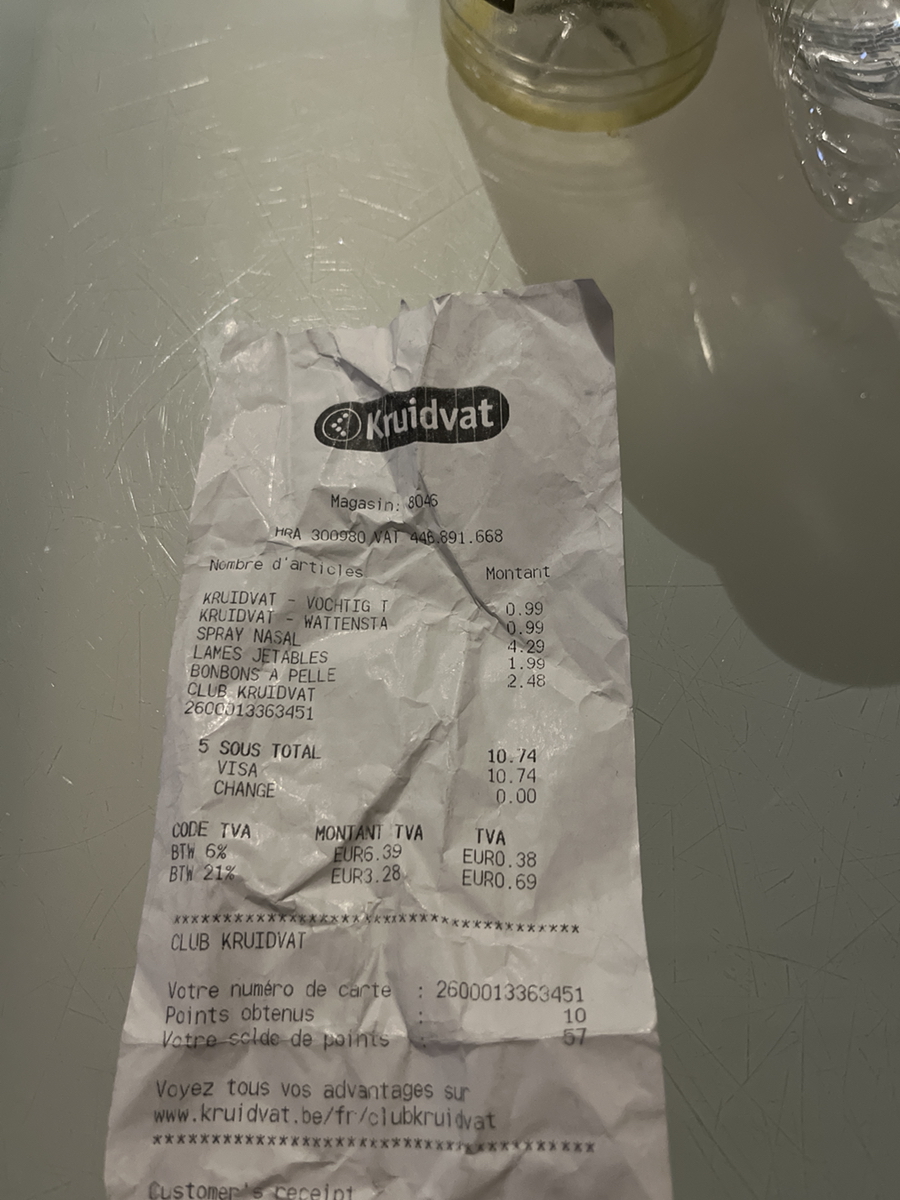 Kruidvat
Magasin: 8046
HRA 300980 VAT 446.891.668
Nombre d'articles Montant
KRUIDVAT - VOCHTIG T 0.99
KRUIDVAT - WATTENSTA 0.99
SPRAY NASAL 4.29
LAMES JETABLES 1.99
BONBONS A PELLE 2.48
CLUB KRUIDVAT
2600013363451
5 SOUS TOTAL 10.74
VISA 10.74
CHANGE 0.00
CODE TVA MONTANT TVA TVA
BTW 6% EUR6.39 EUR0.38
BTW 21% EUR3.28 EUR0.69
************************************
CLUB KRUIDVAT
Votre numéro de carte : 2600013363451
Points obtenus : 10
Votre solde de points : 57
Voyez tous vos advantages sur
www.kruidvat.be/fr/clubkruidvat
************************************
Customer's receipt